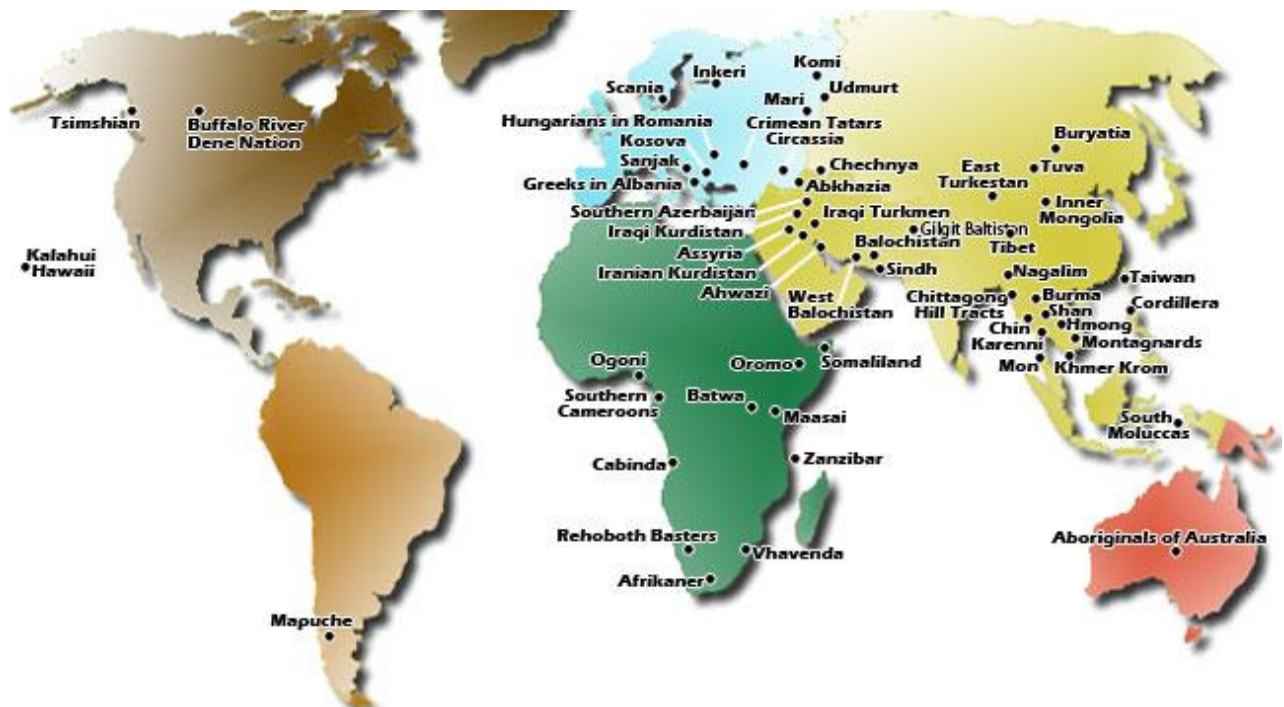 Tsimshian
Buffalo River
Dene Nation
Kalahui
Hawaii
Mapuche
Inkeri
Scania
Komi
Udmurt
Mari
Hungarians in Romania
Crimean Tatars
Circassia
Kosova
Sanjak
Greeks in Albania
Chechnya
Abkhazia
Buryatia
East
Turkestan
Tuva
Inner
Mongolia
Southern Azerbaijan
Iraqi Turkmen
Iraqi Kurdistan
Gilgit Baltiston
Assyria
Balochistan
Tibet
Iranian Kurdistan
Sindh
Ahwazi
Nagalim
Taiwan
West
Balochistan
Chittagong
Hill Tracts
Burma
Cordillera
Shan
Chin
Hmong
Karenni
Montagnards
Mon
Khmer Krom
Ogoni
Oromo
Somaliland
Southern
Cameroons
Batwa
Maasai
South
Moluccas
Cabinda
Zanzibar
Rehoboth Basters
Vhavenda
Afrikaner
Aboriginals of Australia